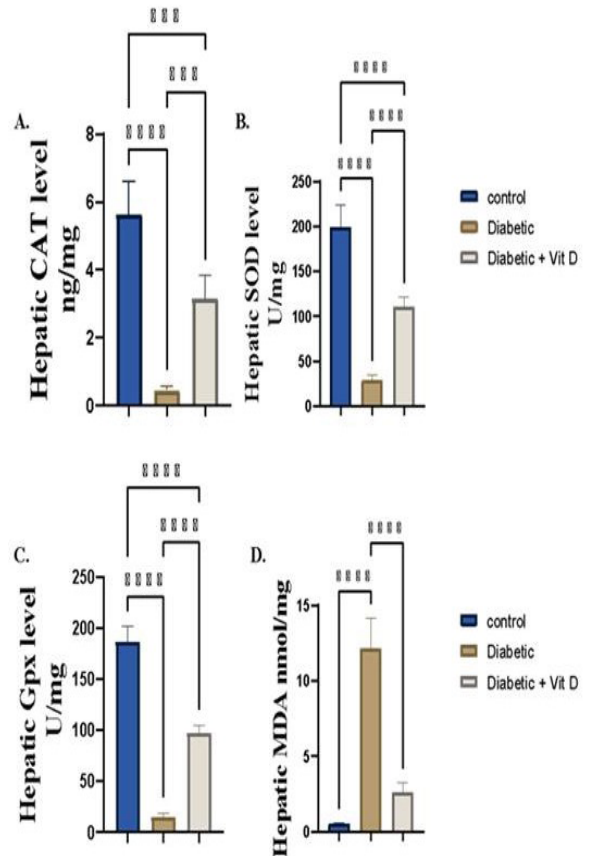 A.
Hepatic CAT level
ng/mg
8
6
4
2
0
B.
Hepatic SOD level
U/mg
250
200
150
100
50
0
control
Diabetic
Diabetic + Vit D
C.
Hepatic Gpx level
U/mg
250
200
150
100
50
0
D.
Hepatic MDA nmol/mg
15
10
5
0
control
Diabetic
Diabetic + Vit D